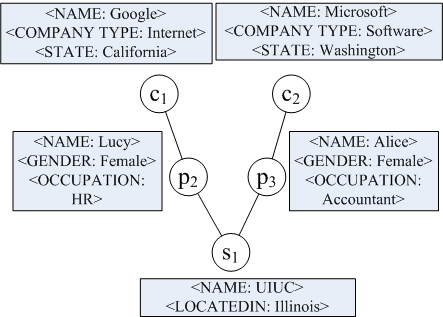 <NAME: Google>
<COMPANY TYPE: Internet>
<STATE: California>
<NAME: Microsoft>
<COMPANY TYPE: Software>
<STATE: Washington>
c1
c2
<NAME: Lucy>
<GENDER: Female>
<OCCUPATION:
HR>
p2
p3
<NAME: Alice>
<GENDER: Female>
<OCCUPATION:
Accountant>
s1
<NAME: UIUC>
<LOCATEDIN: Illinois>